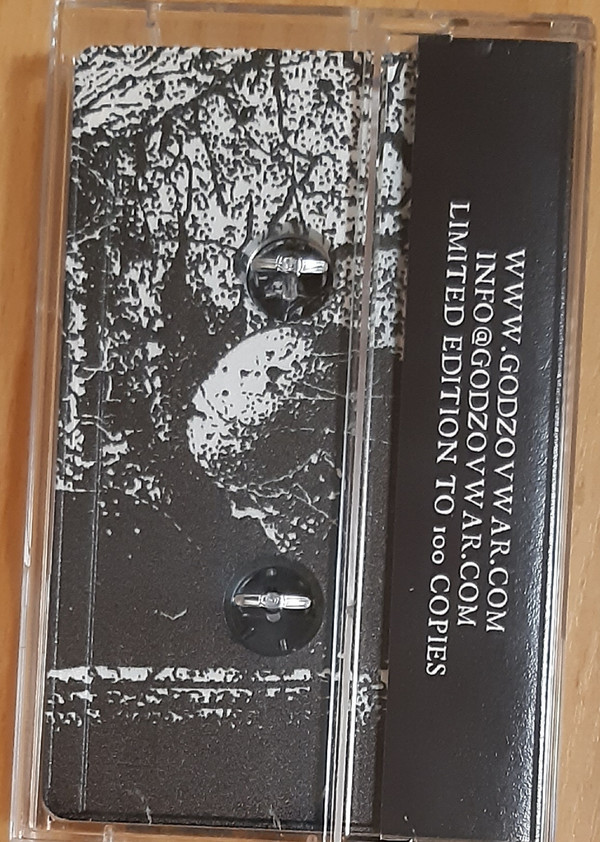 WWW.GODZOVWAR.COM
INFO@GODZOVWAR.COM
LIMITED EDITION TO 100 COPIES